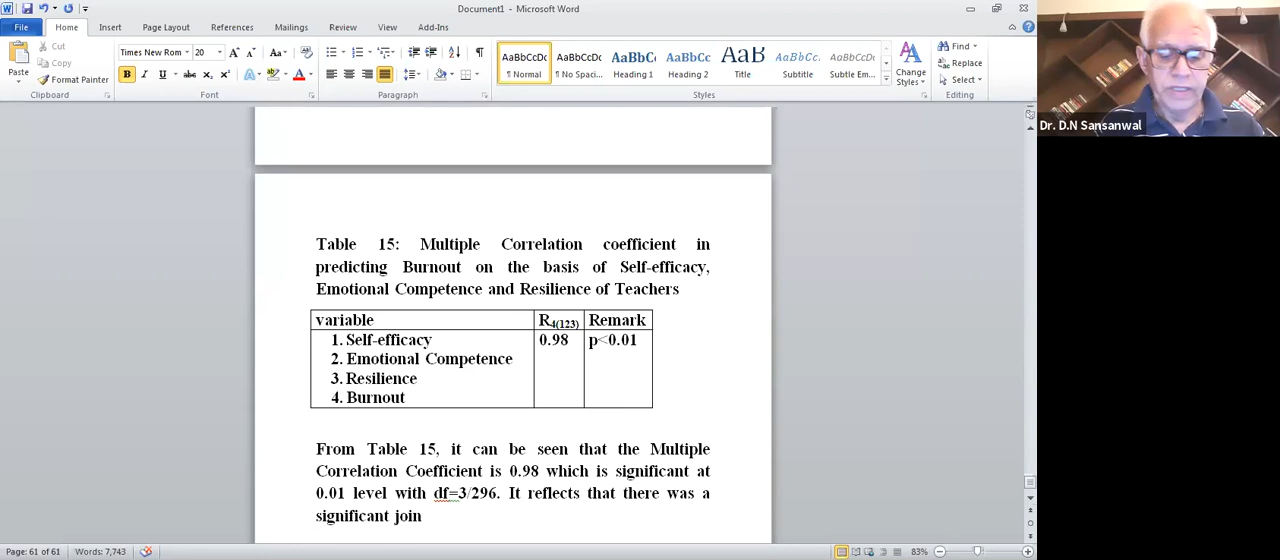 Document1 - Microsoft Word
File Home Insert Page Layout References Mailings Review View Add-Ins
Paste
Cut
Copy
Format Painter
Clipboard
Times New Rom 20
Font
Paragraph
AaBbCcDc AaBbCcDc AaBbC AaBbCc AaB AaBbCc. AaBbCcDc
¶ Normal ¶ No Spaci... Heading 1 Heading 2 Title Subtitle Subtle Em...
Change
Styles
Styles
Find
Replace
Select
Editing
Dr. D.N Sansanwal
Table 15: Multiple Correlation coefficient in
predicting Burnout on the basis of Self-efficacy,
Emotional Competence and Resilience of Teachers
variable R4(123) Remark
1. Self-efficacy 0.98 p<0.01
2. Emotional Competence
3. Resilience
4. Burnout
From Table 15, it can be seen that the Multiple
Correlation Coefficient is 0.98 which is significant at
0.01 level with df=3/296. It reflects that there was a
significant join
Page: 61 of 61 Words: 7,743 83%